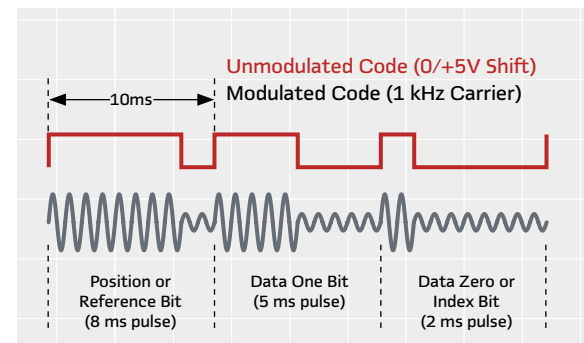 Unmodulated Code (0/+5V Shift)
10ms
Modulated Code (1 kHz Carrier)
Position or
Reference Bit
(8 ms pulse)
Data One Bit
(5 ms pulse)
Data Zero or
Index Bit
(2 ms pulse)